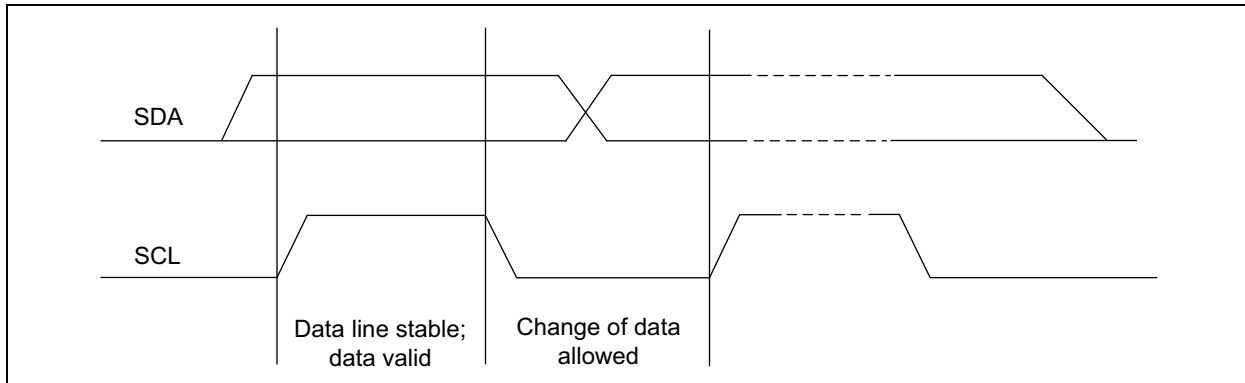 SDA
SCL
Data line stable;
data valid
Change of data
allowed